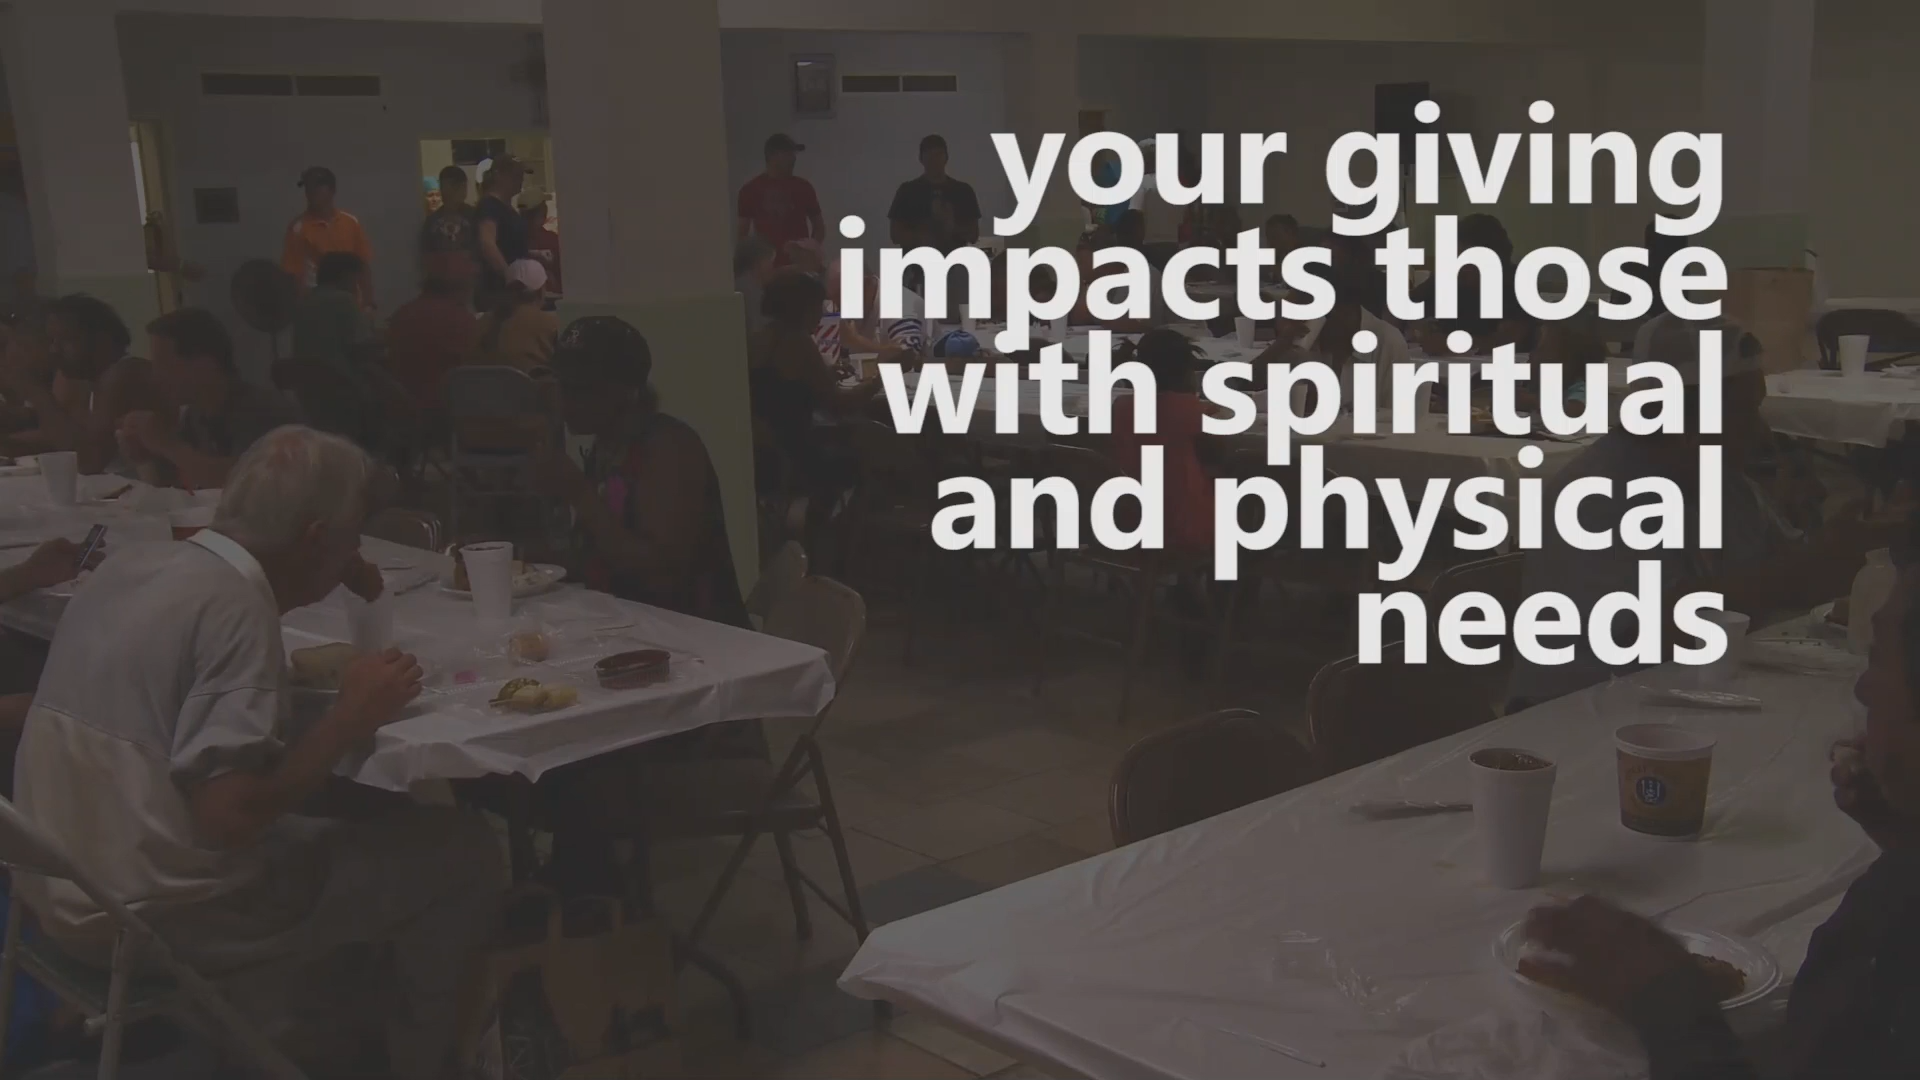 your giving
impacts those
with spiritual
and physical
needs